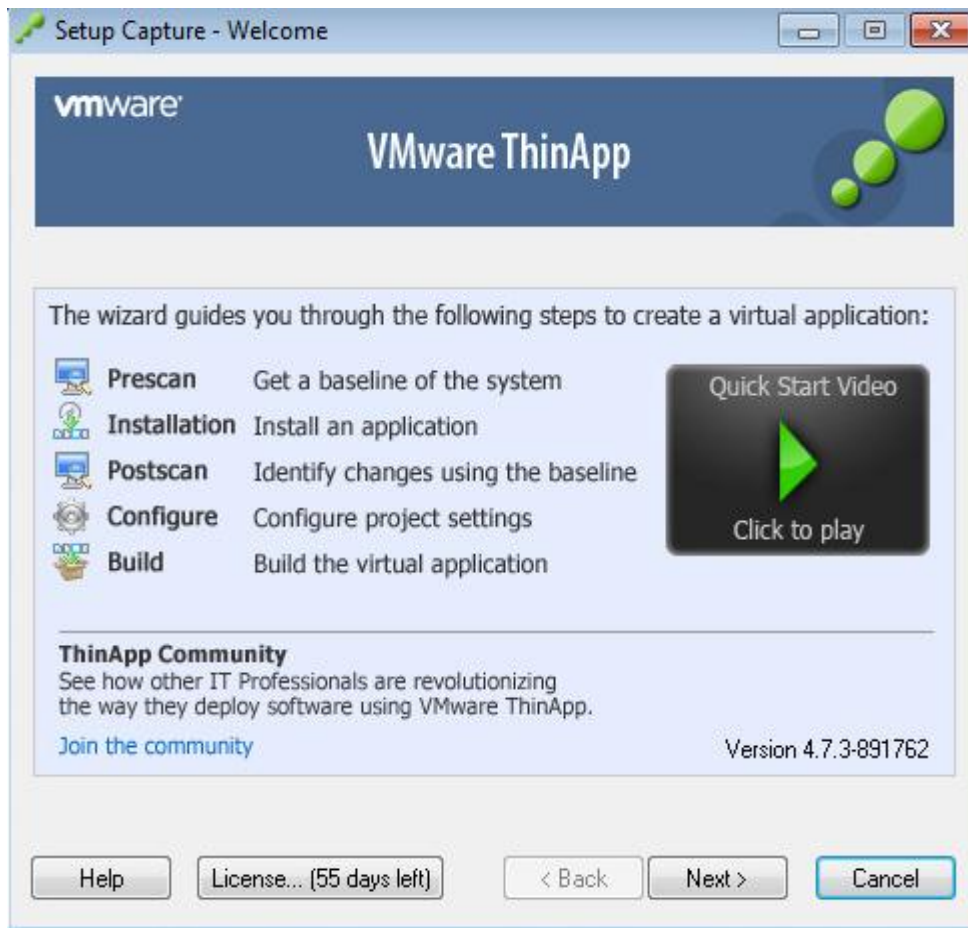 Setup Capture - Welcome
vmware
VMware ThinApp
The wizard guides you through the following steps to create a virtual application:
Prescan Get a baseline of the system
Installation Install an application
Postscan Identify changes using the baseline
Configure Configure project settings
Build Build the virtual application
Quick Start Video
Click to play
ThinApp Community
See how other IT Professionals are revolutionizing
the way they deploy software using VMware ThinApp.
Join the community
Version 4.7.3-891762
Help License... (55 days left) < Back Next > Cancel